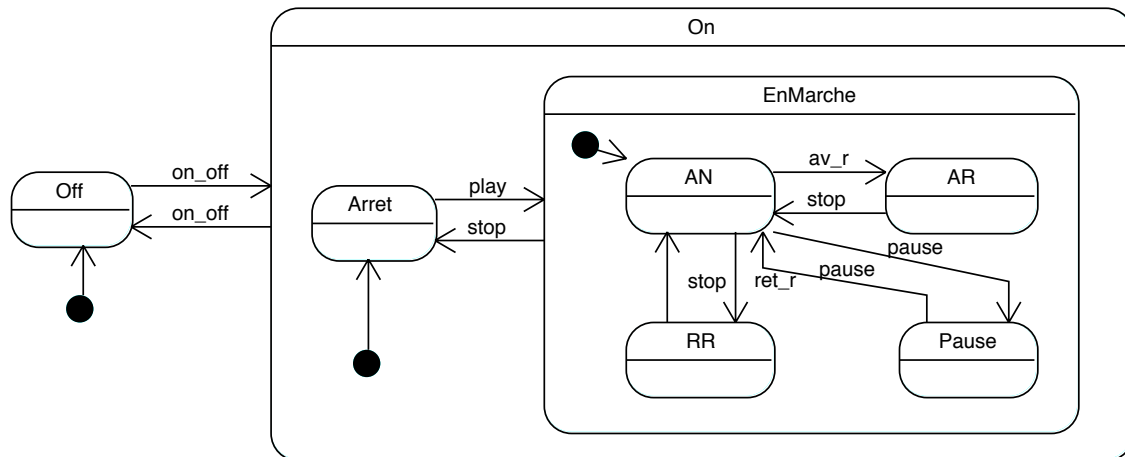 On
EnMarche
on_off
Off
on_off
play
Arret
stop
av_r
AN
AR
stop
pause
pause
stop
ret_r
RR
Pause